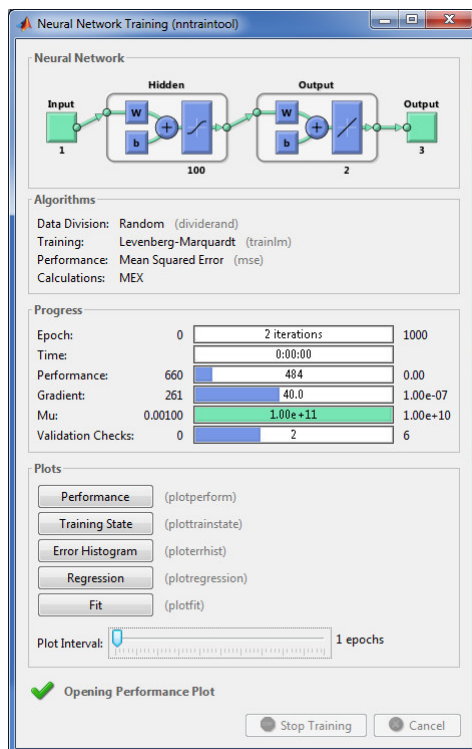 Neural Network Training (nntraintool)
Neural Network
Hidden Output
Input Output
W W
b b
1 3
100 2
Algorithms
Data Division: Random (dividerand)
Training: Levenberg-Marquardt (trainlm)
Performance: Mean Squared Error (mse)
Calculations: MEX
Progress
Epoch: 0 2 iterations 1000
Time: 0:00:00
Performance: 660 484 0.00
Gradient: 261 40.0 1.00e-07
Mu: 0.00100 1.00e+11 1.00e+10
Validation Checks: 0 2 6
Plots
Performance (plotperform)
Training State (plottrainstate)
Error Histogram (ploterrhist)
Regression (plotregression)
Fit (plotfit)
Plot Interval: 1 epochs
Opening Performance Plot
Stop Training Cancel